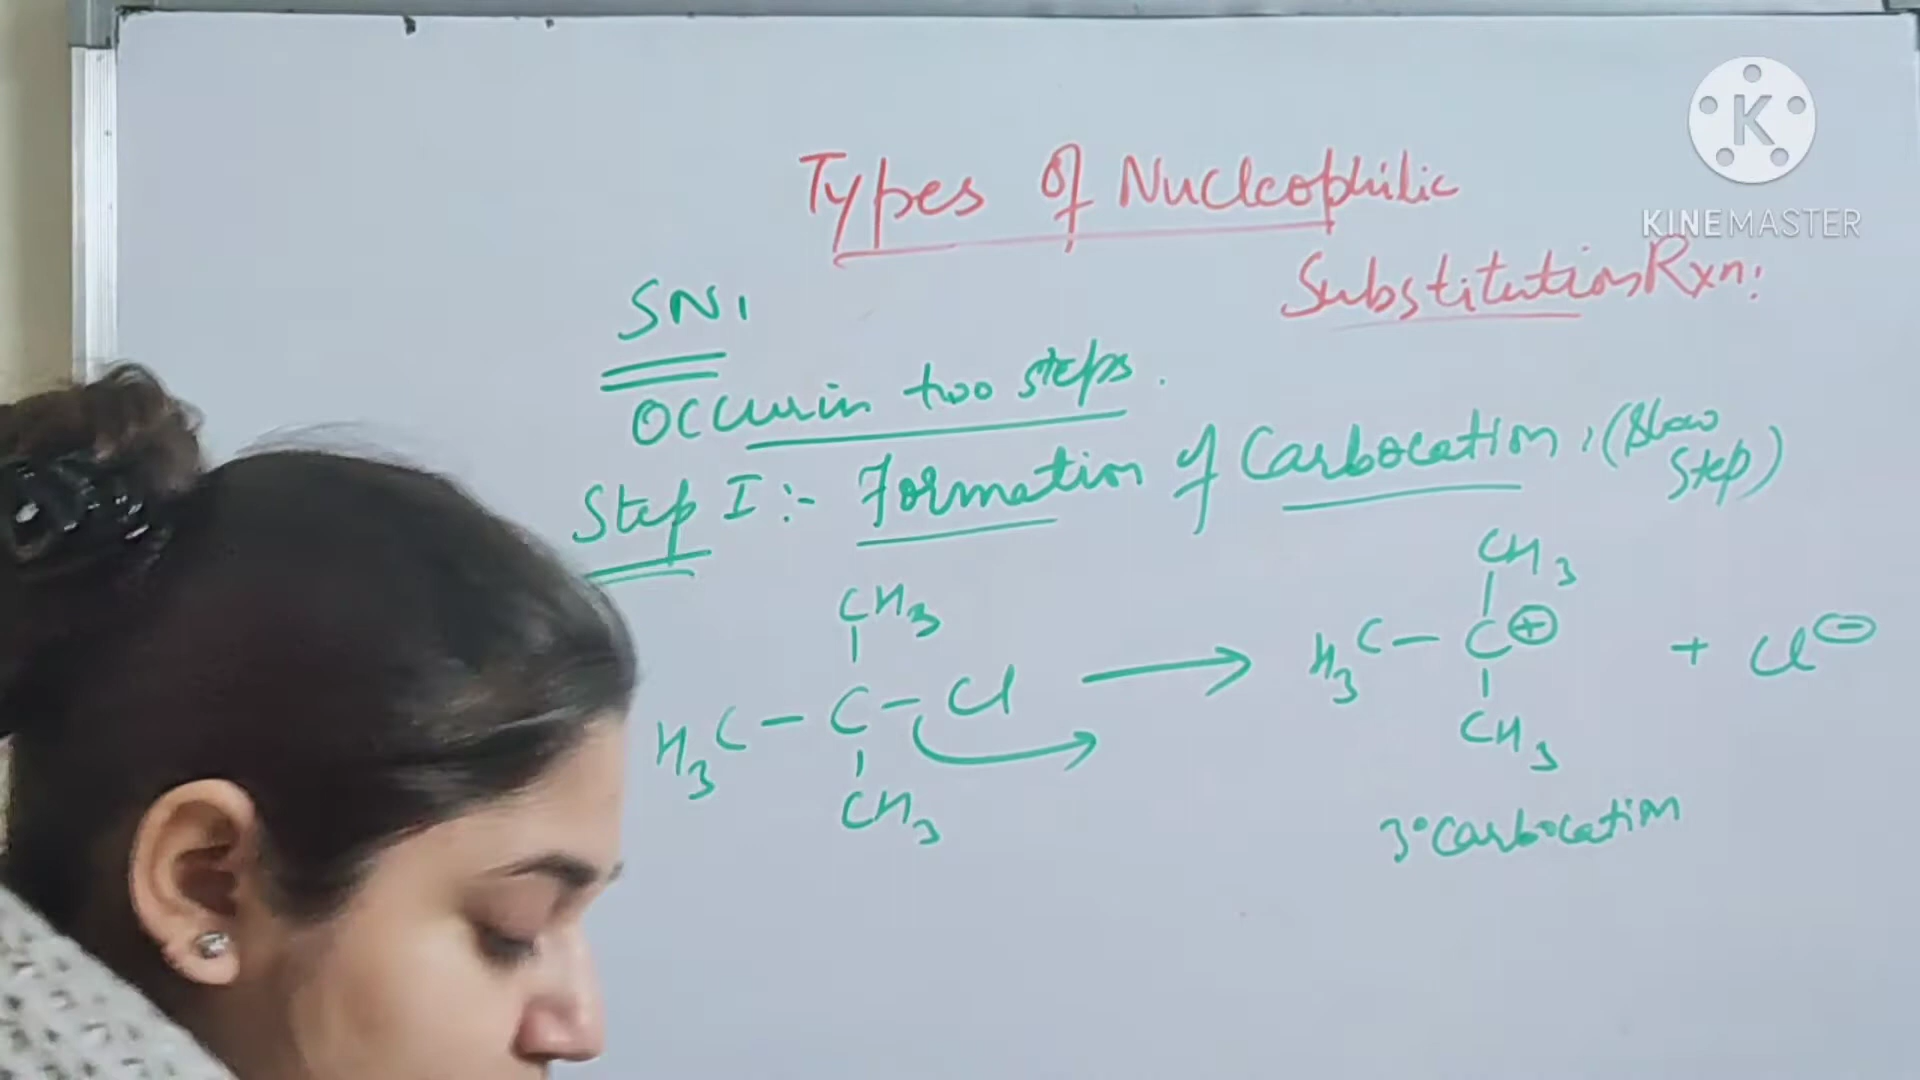 Types of Nucleophilic
Substitution Rxn:
KINEMASTER
SN1
Occur in two steps.
Step I :- Formation of Carbocation, (Slow Step)
CH3
H3C - C - Cl
CH3
CH3
H3C - C⊕ + Cl⊖
CH3
3° Carbocation